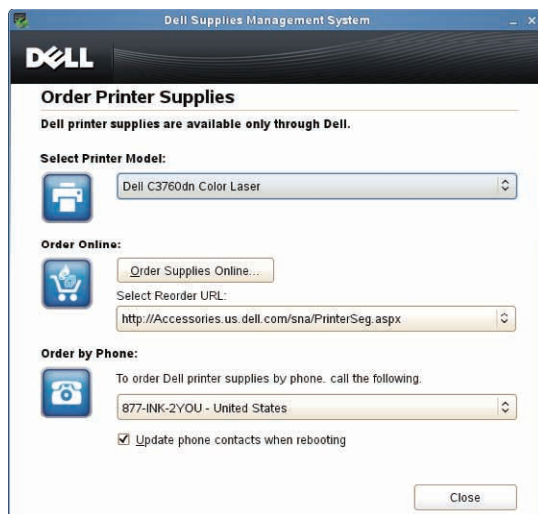 Dell Supplies Management System
DELL
Order Printer Supplies
Dell printer supplies are available only through Dell.
Select Printer Model:
Dell C3760dn Color Laser
Order Online:
Order Supplies Online...
Select Reorder URL:
http://Accessories.us.dell.com/sna/PrinterSeg.aspx
Order by Phone:
To order Dell printer supplies by phone. call the following.
877-INK-2YOU - United States
Update phone contacts when rebooting
Close